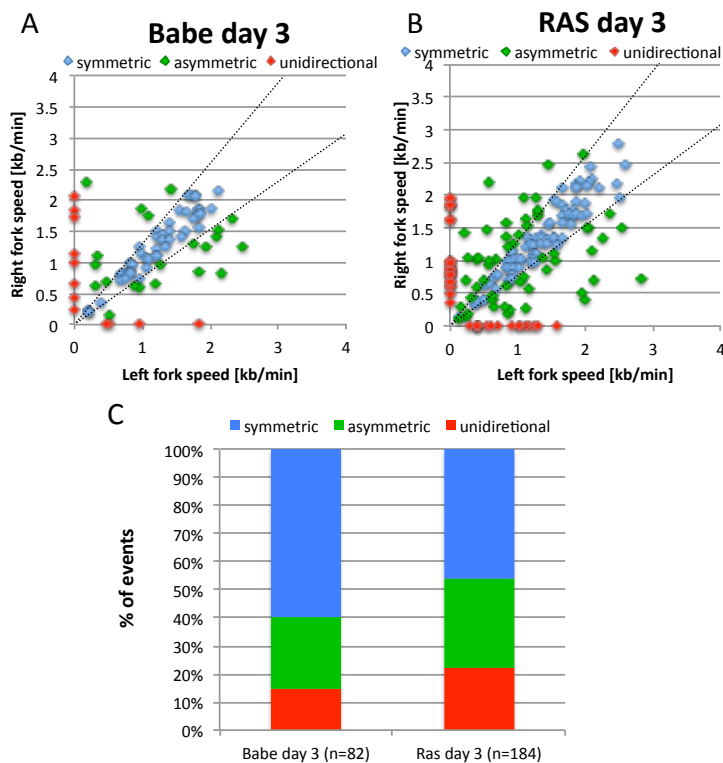 A
Babe day 3
symmetric asymmetric unidirectional
4
3.5
3
2.5
2
1.5
1
0.5
0
0 1 2 3 4
Right fork speed [kb/min]
Left fork speed [kb/min]
B
RAS day 3
symmetric asymmetric unidirectional
4
3.5
3
2.5
2
1.5
1
0.5
0
0 1 2 3 4
Right fork speed [kb/min]
Left fork speed [kb/min]
C
symmetric asymmetric unidiretional
100%
90%
80%
70%
60%
50%
40%
30%
20%
10%
0%
% of events
Babe day 3 (n=82) Ras day 3 (n=184)